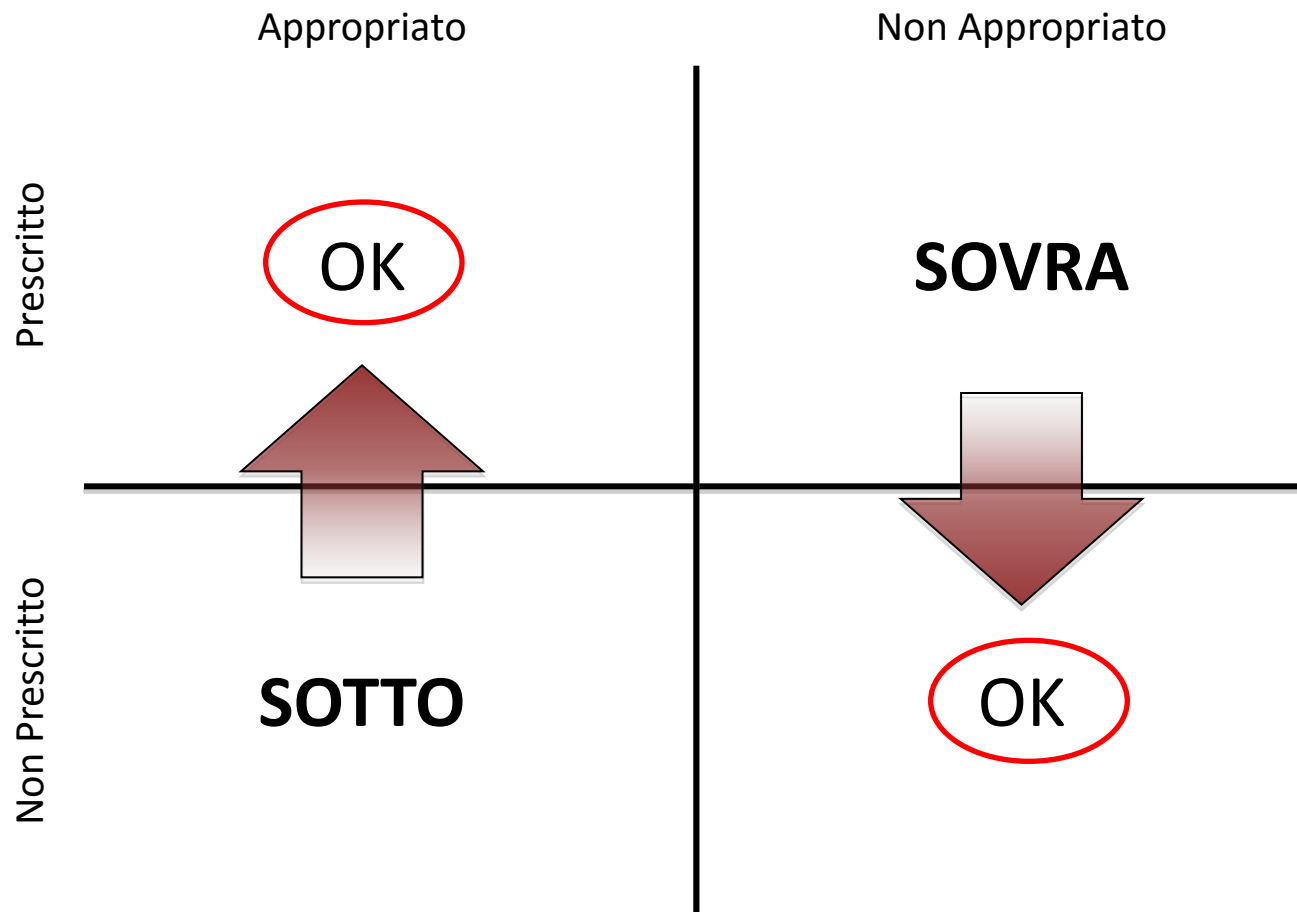 Appropriato
Non Appropriato
Prescritto
OK
SOVRA
Non Prescritto
SOTTO
OK